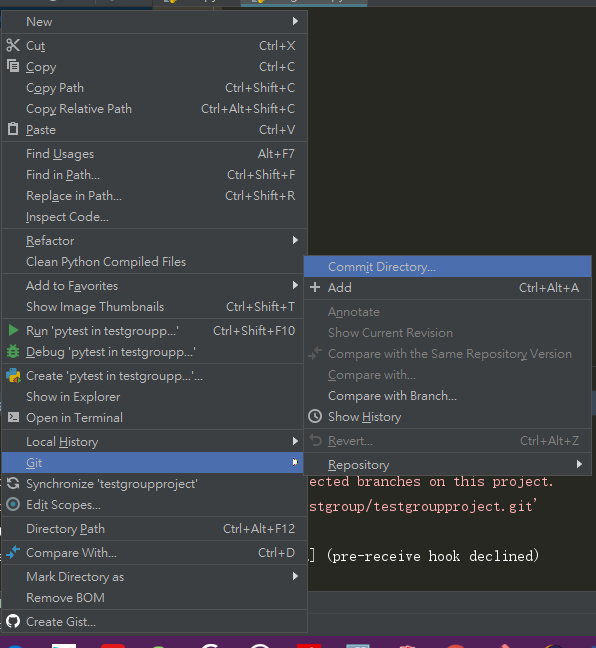 New
Cut Ctrl+X
Copy Ctrl+C
Copy Path Ctrl+Shift+C
Copy Relative Path Ctrl+Alt+Shift+C
Paste Ctrl+V
Find Usages Alt+F7
Find in Path... Ctrl+Shift+F
Replace in Path... Ctrl+Shift+R
Inspect Code...
Refactor
Clean Python Compiled Files
Add to Favorites
Show Image Thumbnails Ctrl+Shift+T
Run 'pytest in testgroupp...' Ctrl+Shift+F10
Debug 'pytest in testgroupp...'
Create 'pytest in testgroupp...'...
Show in Explorer
Open in Terminal
Local History
Git
Synchronize 'testgroupproject'
Edit Scopes...
Directory Path Ctrl+Alt+F12
Compare With... Ctrl+D
Mark Directory as
Remove BOM
Create Gist...
Commit Directory...
Add Ctrl+Alt+A
Annotate
Show Current Revision
Compare with the Same Repository Version
Compare with...
Compare with Branch...
Show History
Revert... Ctrl+Alt+Z
Repository
ected branches on this project.
stgroup/testgroupproject.git'
] (pre-receive hook declined)